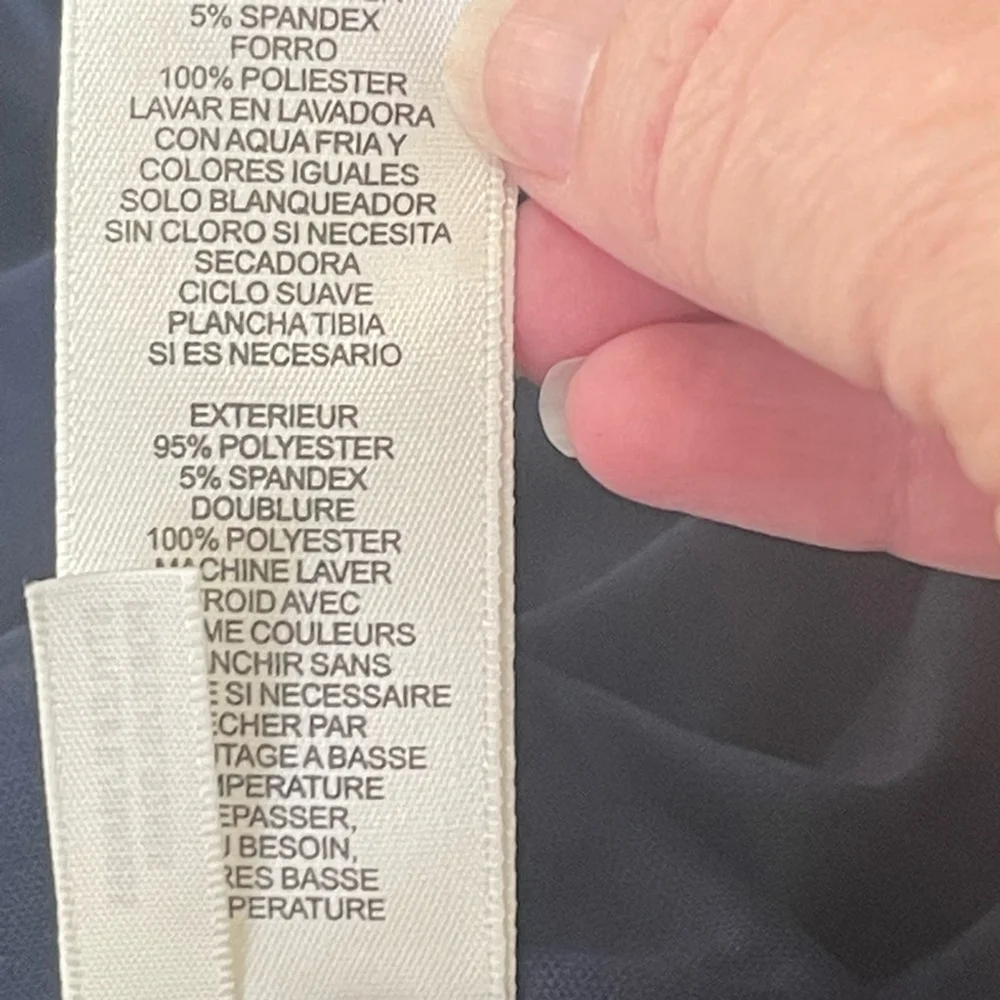 5% SPANDEX
FORRO
100% POLIESTER
LAVAR EN LAVADORA
CON AQUA FRIA Y
COLORES IGUALES
SOLO BLANQUEADOR
SIN CLORO SI NECESITA
SECADORA
CICLO SUAVE
PLANCHA TIBIA
SI ES NECESARIO
EXTERIEUR
95% POLYESTER
5% SPANDEX
DOUBLURE
100% POLYESTER
MACHINE LAVER
ROID AVEC
ME COULEURS
NCHIR SANS
E SI NECESSAIRE
ECHER PAR
TAGE A BASSE
MPERATURE
EPASSER,
U BESOIN,
RES BASSE
PERATURE